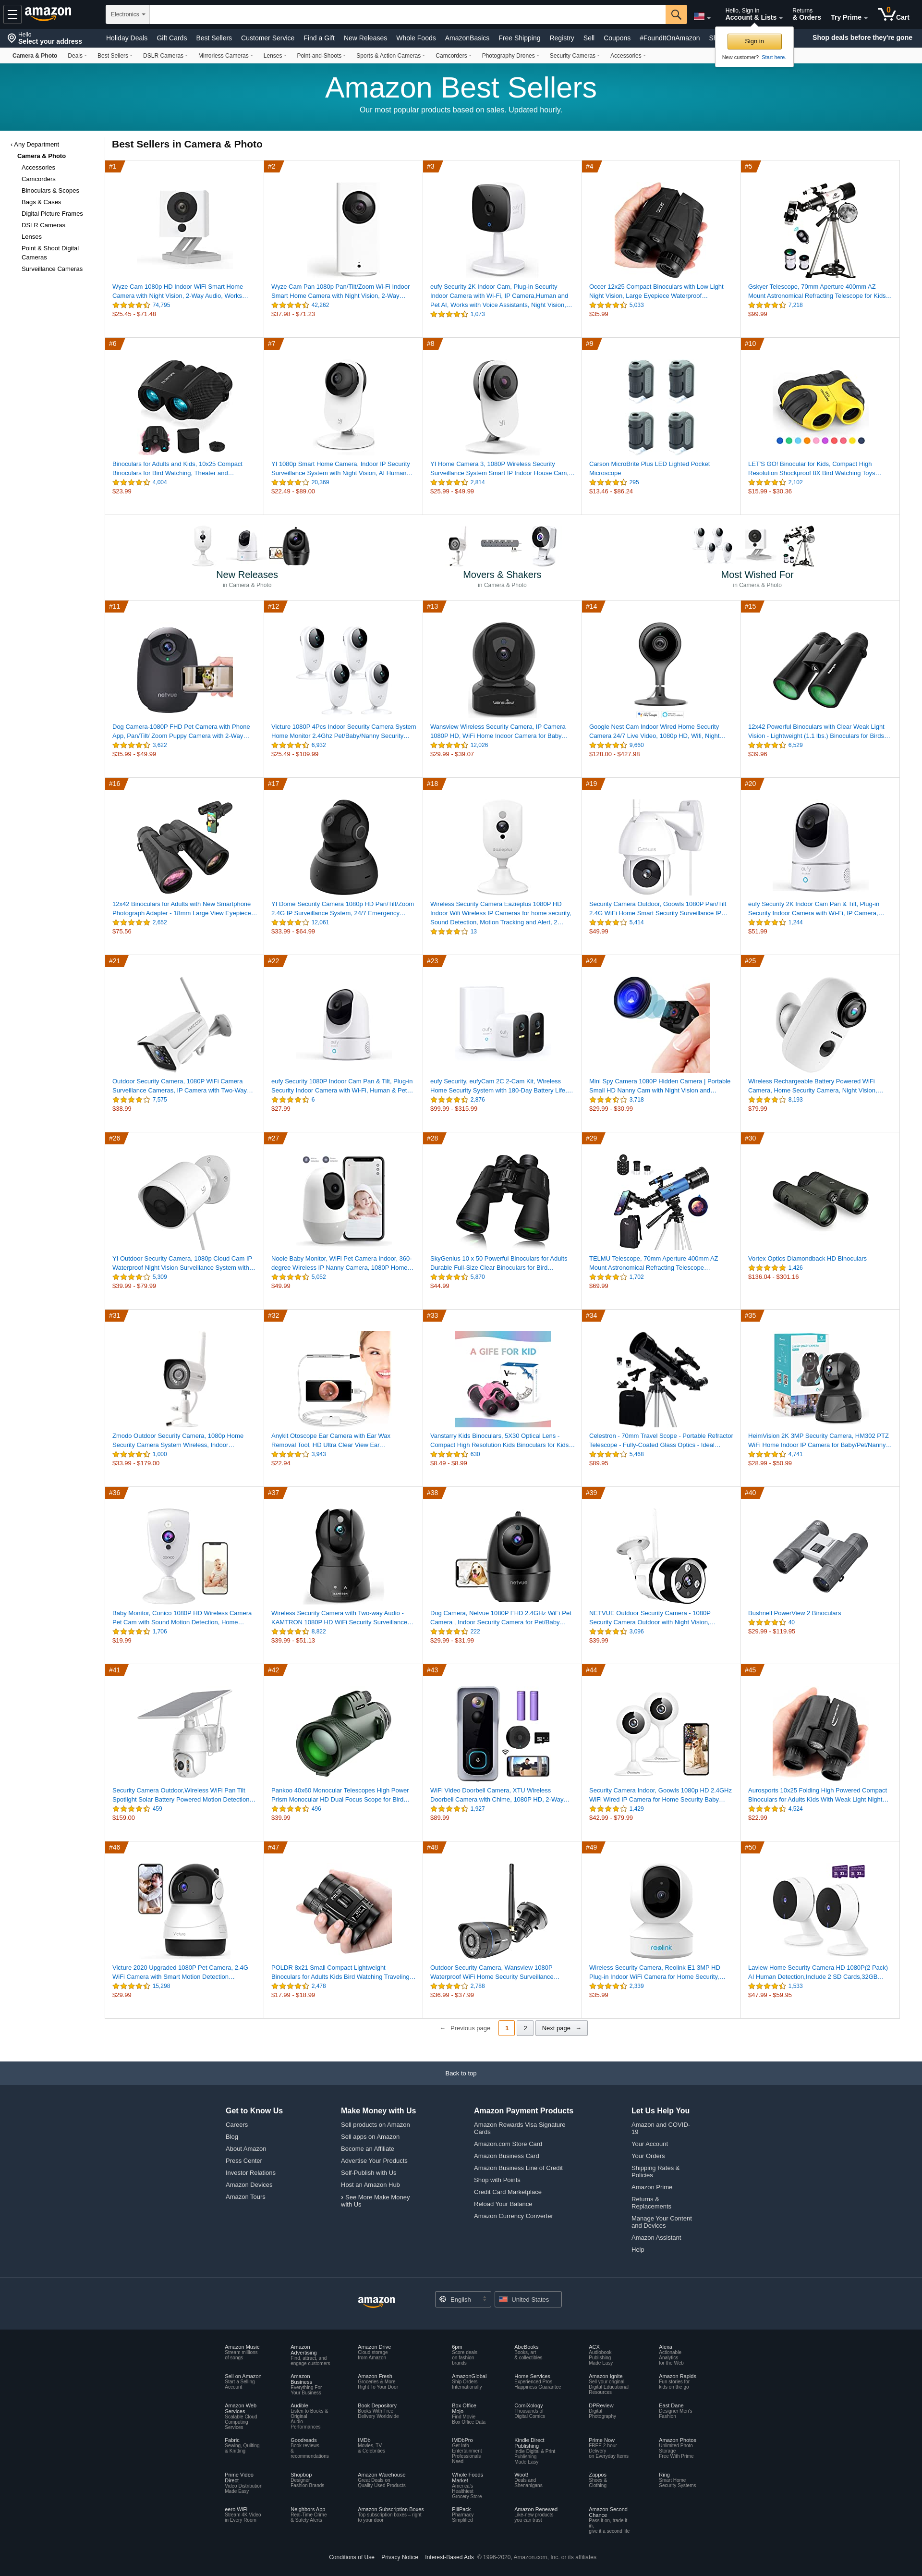 amazon
Electronics
Hello, Sign in
Account & Lists
Returns
& Orders
Try Prime
0
Cart
Hello
Select your address
Holiday Deals
Gift Cards
Best Sellers
Customer Service
Find a Gift
New Releases
Whole Foods
AmazonBasics
Free Shipping
Registry
Sell
Coupons
#FoundItOnAmazon
Shop deals before they're gone
Sign in
New customer? Start here.
Camera & Photo
Deals
Best Sellers
DSLR Cameras
Mirrorless Cameras
Lenses
Point-and-Shoots
Sports & Action Cameras
Camcorders
Photography Drones
Security Cameras
Accessories
Amazon Best Sellers
Our most popular products based on sales. Updated hourly.
‹ Any Department
Camera & Photo
Accessories
Camcorders
Binoculars & Scopes
Bags & Cases
Digital Picture Frames
DSLR Cameras
Lenses
Point & Shoot Digital
Cameras
Surveillance Cameras
Best Sellers in Camera & Photo
#1
Wyze Cam 1080p HD Indoor WiFi Smart Home
Camera with Night Vision, 2-Way Audio, Works…
74,795
$25.45 - $71.48
#2
Wyze Cam Pan 1080p Pan/Tilt/Zoom Wi-Fi Indoor
Smart Home Camera with Night Vision, 2-Way…
42,262
$37.98 - $71.23
#3
eufy Security 2K Indoor Cam, Plug-in Security
Indoor Camera with Wi-Fi, IP Camera,Human and
Pet AI, Works with Voice Assistants, Night Vision,…
1,073
#4
Occer 12x25 Compact Binoculars with Low Light
Night Vision, Large Eyepiece Waterproof…
5,033
$35.99
#5
Gskyer Telescope, 70mm Aperture 400mm AZ
Mount Astronomical Refracting Telescope for Kids…
7,218
$99.99
#6
Binoculars for Adults and Kids, 10x25 Compact
Binoculars for Bird Watching, Theater and…
4,004
$23.99
#7
YI 1080p Smart Home Camera, Indoor IP Security
Surveillance System with Night Vision, AI Human…
20,369
$22.49 - $89.00
#8
YI Home Camera 3, 1080P Wireless Security
Surveillance System Smart IP Indoor House Cam,…
2,814
$25.99 - $49.99
#9
Carson MicroBrite Plus LED Lighted Pocket
Microscope
295
$13.46 - $86.24
#10
LET'S GO! Binocular for Kids, Compact High
Resolution Shockproof 8X Bird Watching Toys…
2,102
$15.99 - $30.36
New Releases
in Camera & Photo
Movers & Shakers
in Camera & Photo
Most Wished For
in Camera & Photo
#11
netvue
Dog Camera-1080P FHD Pet Camera with Phone
App, Pan/Tilt/ Zoom Puppy Camera with 2-Way…
3,622
$35.99 - $49.99
#12
Victure 1080P 4Pcs Indoor Security Camera System
Home Monitor 2.4Ghz Pet/Baby/Nanny Security…
6,932
$25.49 - $109.99
#13
Wansview Wireless Security Camera, IP Camera
1080P HD, WiFi Home Indoor Camera for Baby…
12,026
$29.99 - $39.07
#14
Google Nest Cam Indoor Wired Home Security
Camera 24/7 Live Video, 1080p HD, Wifi, Night…
9,660
$128.00 - $427.98
#15
12x42 Powerful Binoculars with Clear Weak Light
Vision - Lightweight (1.1 lbs.) Binoculars for Birds…
6,529
$39.96
#16
12x42 Binoculars for Adults with New Smartphone
Photograph Adapter - 18mm Large View Eyepiece…
2,652
$75.56
#17
YI Dome Security Camera 1080p HD Pan/Tilt/Zoom
2.4G IP Surveillance System, 24/7 Emergency…
12,061
$33.99 - $64.99
#18
Wireless Security Camera Eazieplus 1080P HD
Indoor Wifi Wireless IP Cameras for home security,
Sound Detection, Motion Tracking and Alert, 2…
13
#19
Security Camera Outdoor, Goowls 1080P Pan/Tilt
2.4G WiFi Home Smart Security Surveillance IP…
5,414
$49.99
#20
eufy
eufy Security 2K Indoor Cam Pan & Tilt, Plug-in
Security Indoor Camera with Wi-Fi, IP Camera,…
1,244
$51.99
#21
Outdoor Security Camera, 1080P WiFi Camera
Surveillance Cameras, IP Camera with Two-Way…
7,575
$38.99
#22
eufy Security 1080P Indoor Cam Pan & Tilt, Plug-in
Security Indoor Camera with Wi-Fi, Human & Pet…
6
$27.99
#23
eufy Security, eufyCam 2C 2-Cam Kit, Wireless
Home Security System with 180-Day Battery Life,…
2,876
$99.99 - $315.99
#24
Mini Spy Camera 1080P Hidden Camera | Portable
Small HD Nanny Cam with Night Vision and…
3,718
$29.99 - $30.99
#25
Wireless Rechargeable Battery Powered WiFi
Camera, Home Security Camera, Night Vision,…
8,193
$79.99
#26
YI Outdoor Security Camera, 1080p Cloud Cam IP
Waterproof Night Vision Surveillance System with…
5,309
$39.99 - $79.99
#27
Nooie Baby Monitor, WiFi Pet Camera Indoor, 360-
degree Wireless IP Nanny Camera, 1080P Home…
5,052
$49.99
#28
SkyGenius 10 x 50 Powerful Binoculars for Adults
Durable Full-Size Clear Binoculars for Bird…
5,870
$44.99
#29
TELMU Telescope, 70mm Aperture 400mm AZ
Mount Astronomical Refracting Telescope…
1,702
$69.99
#30
Vortex Optics Diamondback HD Binoculars
1,426
$136.04 - $301.16
#31
Zmodo Outdoor Security Camera, 1080p Home
Security Camera System Wireless, Indoor…
1,000
$33.99 - $179.00
#32
Anykit Otoscope Ear Camera with Ear Wax
Removal Tool, HD Ultra Clear View Ear…
3,943
$22.94
#33
A GIFT FOR KID
Vanstarry Kids Binoculars, 5X30 Optical Lens -
Compact High Resolution Kids Binoculars for Kids…
630
$8.49 - $8.99
#34
Celestron - 70mm Travel Scope - Portable Refractor
Telescope - Fully-Coated Glass Optics - Ideal…
5,468
$89.95
#35
HeimVision 2K 3MP Security Camera, HM302 PTZ
WiFi Home Indoor IP Camera for Baby/Pet/Nanny…
4,741
$28.99 - $50.99
#36
Baby Monitor, Conico 1080P HD Wireless Camera
Pet Cam with Sound Motion Detection, Home…
1,706
$19.99
#37
Wireless Security Camera with Two-way Audio -
KAMTRON 1080P HD WiFi Security Surveillance…
8,822
$39.99 - $51.13
#38
netvue
Dog Camera, Netvue 1080P FHD 2.4GHz WiFi Pet
Camera , Indoor Security Camera for Pet/Baby…
222
$29.99 - $31.99
#39
NETVUE Outdoor Security Camera - 1080P
Security Camera Outdoor with Night Vision,…
3,096
$39.99
#40
Bushnell PowerView 2 Binoculars
40
$29.99 - $119.95
#41
Security Camera Outdoor,Wireless WiFi Pan Tilt
Spotlight Solar Battery Powered Motion Detection…
459
$159.00
#42
Pankoo 40x60 Monocular Telescopes High Power
Prism Monocular HD Dual Focus Scope for Bird…
496
$39.99
#43
WiFi Video Doorbell Camera, XTU Wireless
Doorbell Camera with Chime, 1080P HD, 2-Way…
1,927
$89.99
#44
Security Camera Indoor, Goowls 1080p HD 2.4GHz
WiFi Wired IP Camera for Home Security Baby…
1,429
$42.99 - $79.99
#45
Aurosports 10x25 Folding High Powered Compact
Binoculars for Adults Kids With Weak Light Night…
4,524
$22.99
#46
Victure 2020 Upgraded 1080P Pet Camera, 2.4G
WiFi Camera with Smart Motion Detection…
15,298
$29.99
#47
POLDR 8x21 Small Compact Lightweight
Binoculars for Adults Kids Bird Watching Traveling…
2,478
$17.99 - $18.99
#48
Outdoor Security Camera, Wansview 1080P
Waterproof WiFi Home Security Surveillance…
2,788
$36.99 - $37.99
#49
reolink
Wireless Security Camera, Reolink E1 3MP HD
Plug-in Indoor WiFi Camera for Home Security,…
2,339
$35.99
#50
Laview Home Security Camera HD 1080P(2 Pack)
AI Human Detection,Include 2 SD Cards,32GB…
1,533
$47.99 - $59.95
← Previous page
1
2
Next page →
Back to top
Get to Know Us
Careers
Blog
About Amazon
Press Center
Investor Relations
Amazon Devices
Amazon Tours
Make Money with Us
Sell products on Amazon
Sell apps on Amazon
Become an Affiliate
Advertise Your Products
Self-Publish with Us
Host an Amazon Hub
› See More Make Money
with Us
Amazon Payment Products
Amazon Rewards Visa Signature
Cards
Amazon.com Store Card
Amazon Business Card
Amazon Business Line of Credit
Shop with Points
Credit Card Marketplace
Reload Your Balance
Amazon Currency Converter
Let Us Help You
Amazon and COVID-
19
Your Account
Your Orders
Shipping Rates &
Policies
Amazon Prime
Returns &
Replacements
Manage Your Content
and Devices
Amazon Assistant
Help
amazon
English
United States
Amazon Music
Stream millions
of songs
Amazon
Advertising
Find, attract, and
engage customers
Amazon Drive
Cloud storage
from Amazon
6pm
Score deals
on fashion
brands
AbeBooks
Books, art
& collectibles
ACX
Audiobook
Publishing
Made Easy
Alexa
Actionable
Analytics
for the Web
Sell on Amazon
Start a Selling
Account
Amazon
Business
Everything For
Your Business
Amazon Fresh
Groceries & More
Right To Your Door
AmazonGlobal
Ship Orders
Internationally
Home Services
Experienced Pros
Happiness Guarantee
Amazon Ignite
Sell your original
Digital Educational
Resources
Amazon Rapids
Fun stories for
kids on the go
Amazon Web
Services
Scalable Cloud
Computing
Services
Audible
Listen to Books &
Original
Audio
Performances
Book Depository
Books With Free
Delivery Worldwide
Box Office
Mojo
Find Movie
Box Office Data
ComiXology
Thousands of
Digital Comics
DPReview
Digital
Photography
East Dane
Designer Men's
Fashion
Fabric
Sewing, Quilting
& Knitting
Goodreads
Book reviews
&
recommendations
IMDb
Movies, TV
& Celebrities
IMDbPro
Get Info
Entertainment
Professionals
Need
Kindle Direct
Publishing
Indie Digital & Print
Publishing
Made Easy
Prime Now
FREE 2-hour
Delivery
on Everyday Items
Amazon Photos
Unlimited Photo
Storage
Free With Prime
Prime Video
Direct
Video Distribution
Made Easy
Shopbop
Designer
Fashion Brands
Amazon Warehouse
Great Deals on
Quality Used Products
Whole Foods
Market
America's
Healthiest
Grocery Store
Woot!
Deals and
Shenanigans
Zappos
Shoes &
Clothing
Ring
Smart Home
Security Systems
eero WiFi
Stream 4K Video
in Every Room
Neighbors App
Real-Time Crime
& Safety Alerts
Amazon Subscription Boxes
Top subscription boxes – right
to your door
PillPack
Pharmacy
Simplified
Amazon Renewed
Like-new products
you can trust
Amazon Second
Chance
Pass it on, trade it
in,
give it a second life
Conditions of Use
Privacy Notice
Interest-Based Ads
© 1996-2020, Amazon.com, Inc. or its affiliates